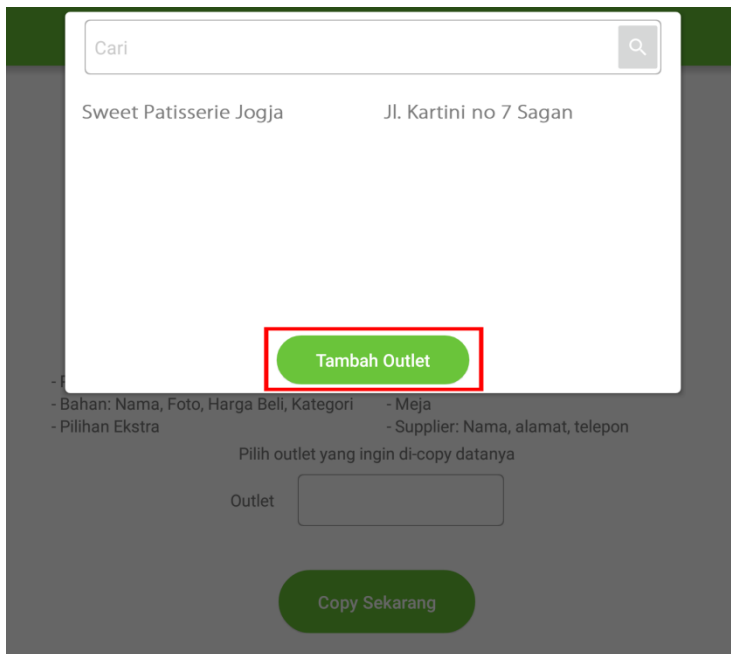 Cari
Sweet Patisserie Jogja Jl. Kartini no 7 Sagan
Tambah Outlet
- Bahan: Nama, Foto, Harga Beli, Kategori - Meja
- Pilihan Ekstra - Supplier: Nama, alamat, telepon
Pilih outlet yang ingin di-copy datanya
Outlet
Copy Sekarang